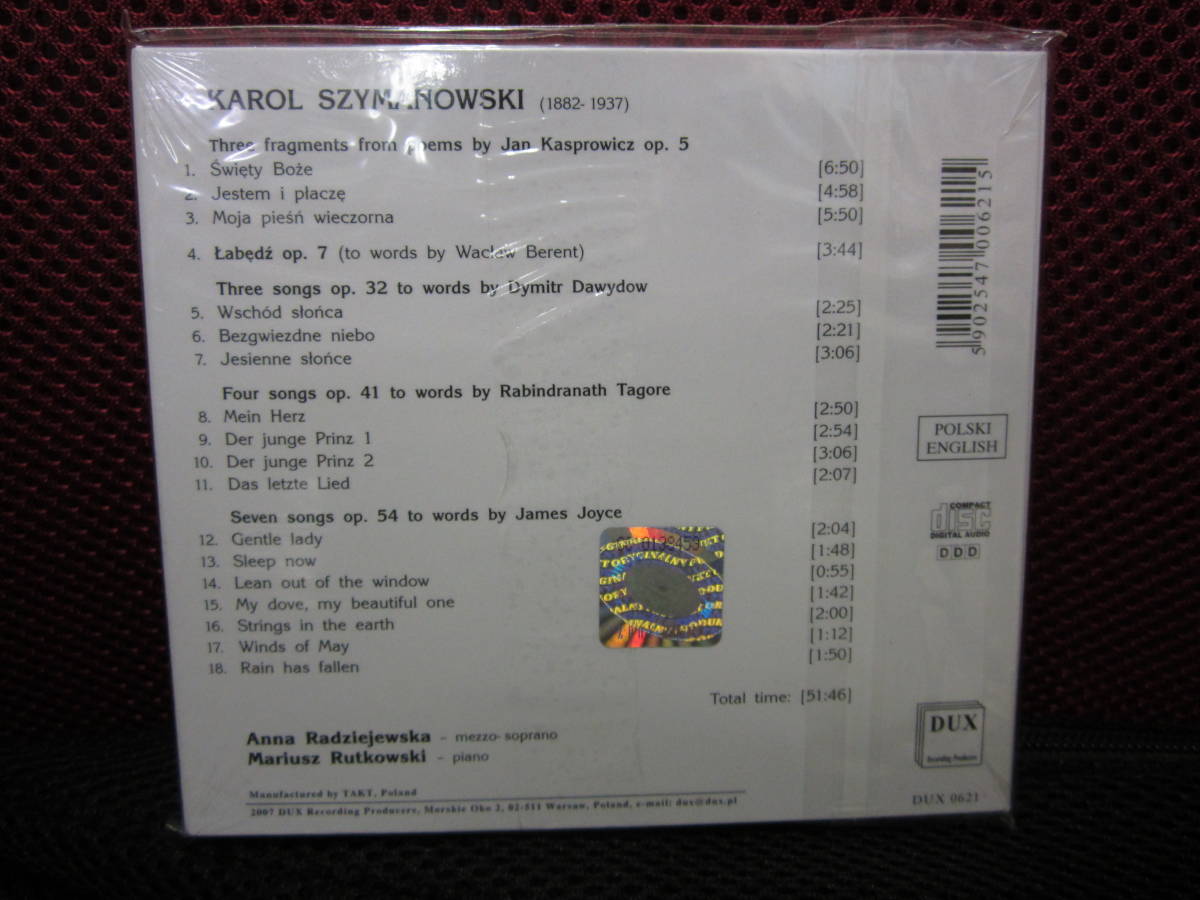 KAROL SZYMANOWSKI (1882-1937)
Three fragments from poems by Jan Kasprowicz op. 5
1. Święty Boże [6:50]
2. Jestem i płaczę [4:58]
3. Moja pieśń wieczorna [5:50]
4. Łabędź op. 7 (to words by Wacław Berent) [3:44]
Three songs op. 32 to words by Dymitr Dawydow
5. Wschód słońca [2:25]
6. Bezgwiezdne niebo [2:21]
7. Jesienne słońce [3:06]
Four songs op. 41 to words by Rabindranath Tagore
8. Mein Herz [2:50]
9. Der junge Prinz 1 [2:54]
10. Der junge Prinz 2 [3:06]
11. Das letzte Lied [2:07]
Seven songs op. 54 to words by James Joyce
12. Gentle lady [2:04]
13. Sleep now [1:48]
14. Lean out of the window [0:55]
15. My dove, my beautiful one [1:42]
16. Strings in the earth [2:00]
17. Winds of May [1:12]
18. Rain has fallen [1:50]
Total time: [51:46]
Anna Radziejewska – mezzo-soprano
Mariusz Rutkowski – piano
Manufactured by TAKT, Poland
2007 DUX Recording Producers, Morskie Oko 2, 02-511 Warsaw, Poland, e-mail: dux@dux.pl
5 902547 006215
POLSKI
ENGLISH
COMPACT
disc
DIGITAL AUDIO
DDD
DUX
Recording Producers
DUX 0621